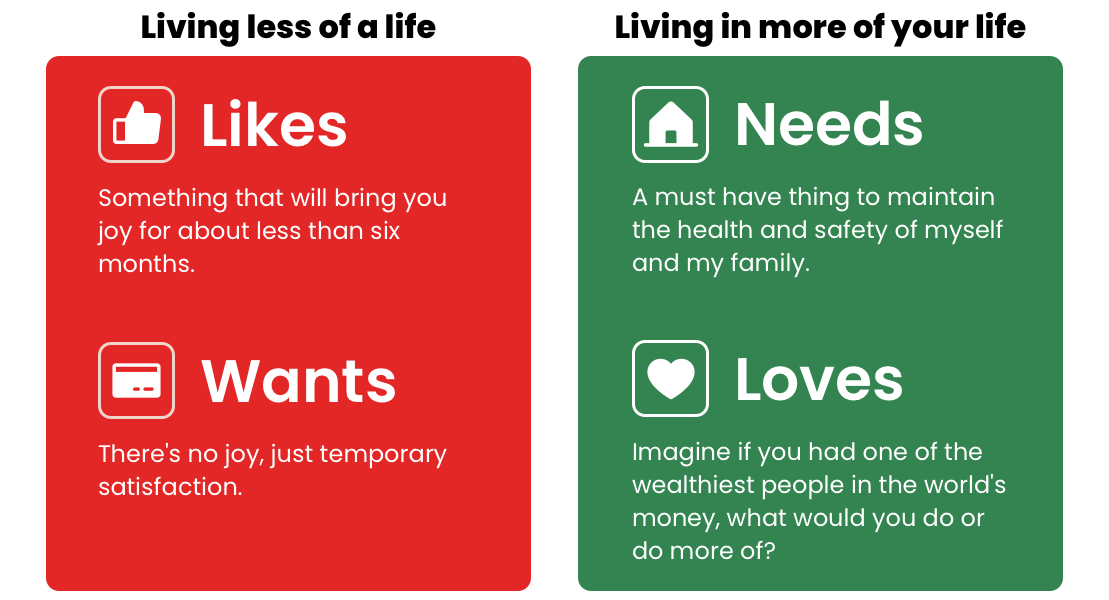 Living less of a life
Likes
Something that will bring you
joy for about less than six
months.
Wants
There's no joy, just temporary
satisfaction.
Living in more of your life
Needs
A must have thing to maintain
the health and safety of myself
and my family.
Loves
Imagine if you had one of the
wealthiest people in the world's
money, what would you do or
do more of?